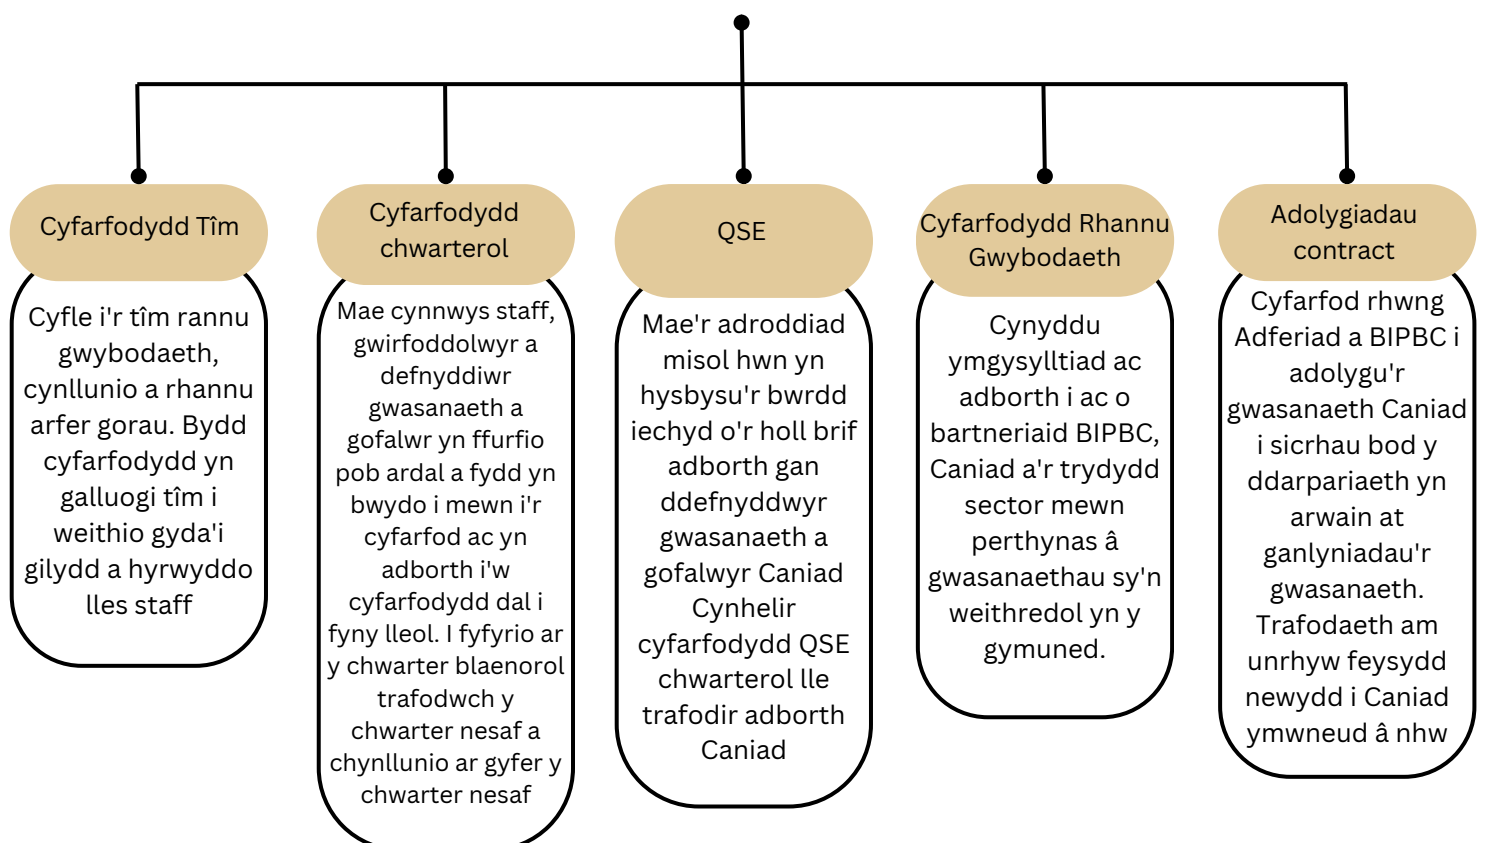 Cyfarfodydd Tîm
Cyfle i'r tîm rannu
gwybodaeth,
cynllunio a rhannu
arfer gorau. Bydd
cyfarfodydd yn
galluogi tîm i
weithio gyda'i
gilydd a hyrwyddo
lles staff
Cyfarfodydd
chwarterol
Mae cynnwys staff,
gwirfoddolwyr a
defnyddiwr
gwasanaeth a
gofalwr yn ffurfio
pob ardal a fydd yn
bwydo i mewn i'r
cyfarfod ac yn
adborth i'w
cyfarfodydd dal i
fyny lleol. I fyfyrio ar
y chwarter blaenorol
trafodwch y
chwarter nesaf a
chynllunio ar gyfer y
chwarter nesaf
QSE
Mae'r adroddiad
misol hwn yn
hysbysu'r bwrdd
iechyd o'r holl brif
adborth gan
ddefnyddwyr
gwasanaeth a
gofalwyr Caniad
Cynhelir
cyfarfodydd QSE
chwarterol lle
trafodir adborth
Caniad
Cyfarfodydd Rhannu
Gwybodaeth
Cynyddu
ymgysylltiad ac
adborth i ac o
bartneriaid BIPBC,
Caniad a'r trydydd
sector mewn
perthynas â
gwasanaethau sy'n
weithredol yn y
gymuned.
Adolygiadau
contract
Cyfarfod rhwng
Adferiad a BIPBC i
adolygu'r
gwasanaeth Caniad
i sicrhau bod y
ddarpariaeth yn
arwain at
ganlyniadau'r
gwasanaeth.
Trafodaeth am
unrhyw feysydd
newydd i Caniad
ymwneud â nhw